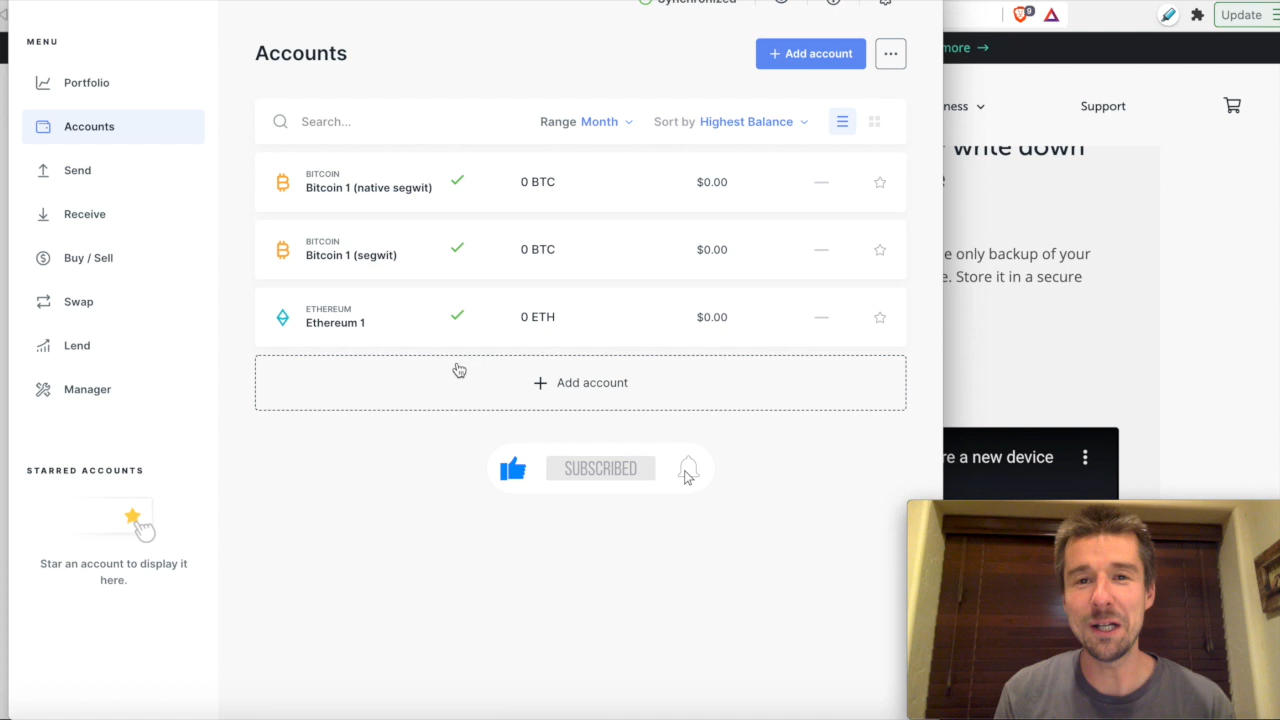 Synchronized
9
Update
MENU
Accounts
+ Add account
more →
Portfolio
ness
Support
Accounts
Search...
Range Month
Sort by Highest Balance
write down
Send
BITCOIN
Bitcoin 1 (native segwit)
0 BTC
$0.00
—
Receive
BITCOIN
Bitcoin 1 (segwit)
0 BTC
$0.00
—
e only backup of your
e. Store it in a secure
Buy / Sell
Swap
ETHEREUM
Ethereum 1
0 ETH
$0.00
—
Lend
Manager
+ Add account
STARRED ACCOUNTS
SUBSCRIBED
re a new device
Star an account to display it
here.